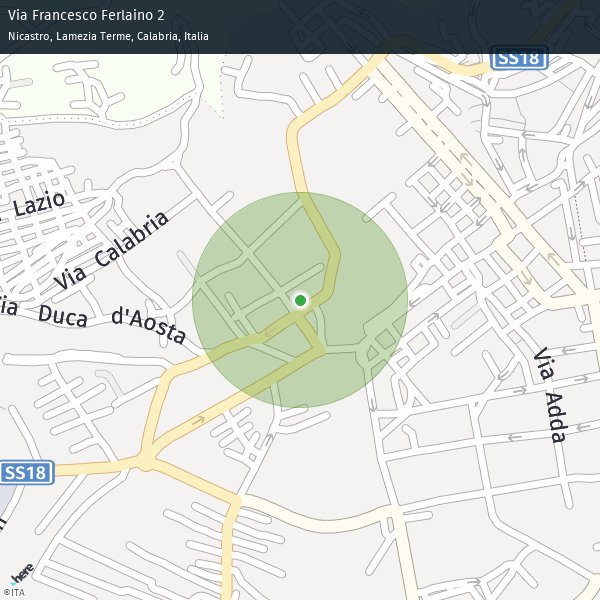 Via Francesco Ferlaino 2
Nicastro, Lamezia Terme, Calabria, Italia
SS18
Lazio
Via Calabria
Via Duca d'Aosta
Via Adda
SS18
here
©ITA